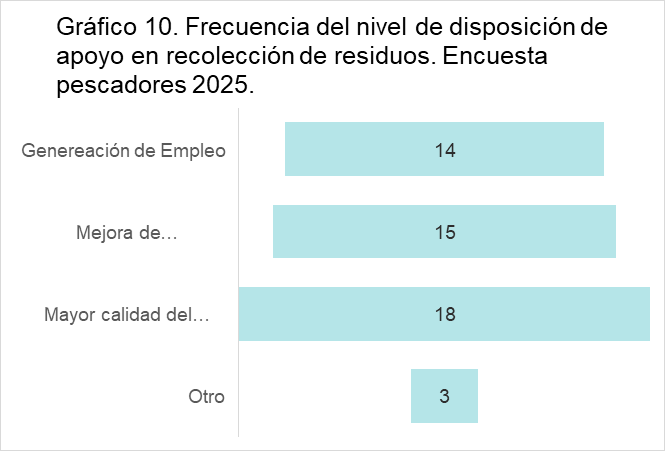 Gráfico 10. Frecuencia del nivel de disposición de
apoyo en recolección de residuos. Encuesta
pescadores 2025.
Genereación de Empleo
14
Mejora de…
15
Mayor calidad del…
18
Otro
3